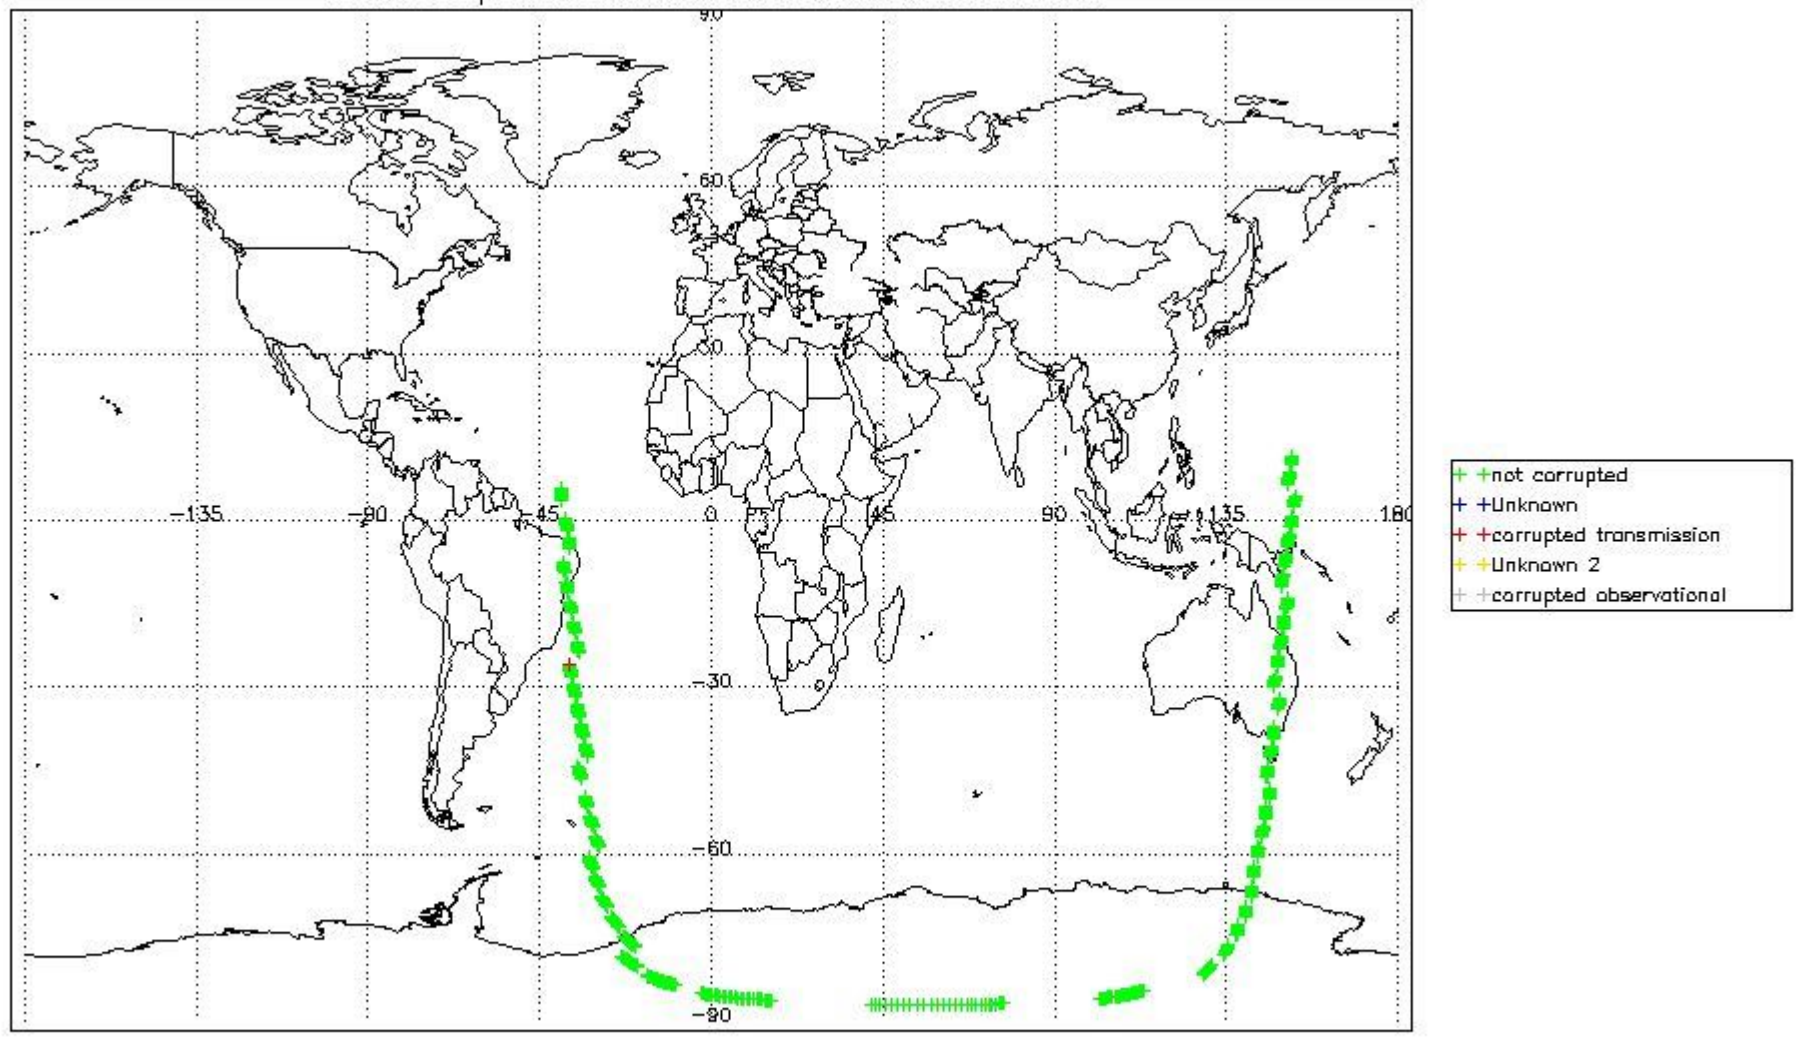 90
60
30
-135
-90
-45
0
45
90
135
180
-30
-60
-90
not corrupted
Unknown
corrupted transmission
Unknown 2
corrupted observational